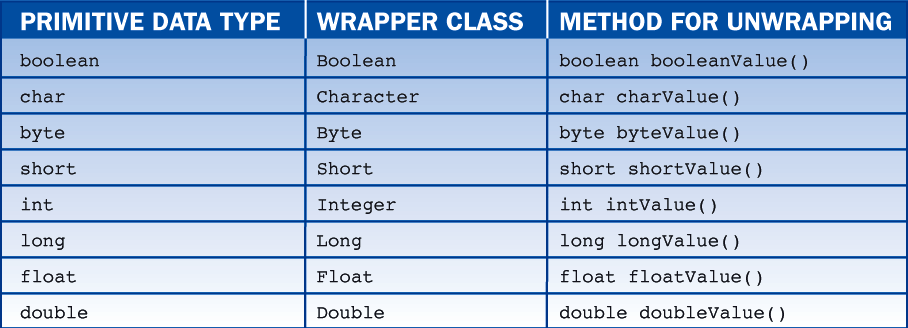 PRIMITIVE DATA TYPE WRAPPER CLASS METHOD FOR UNWRAPPING
boolean Boolean boolean booleanValue()
char Character char charValue()
byte Byte byte byteValue()
short Short short shortValue()
int Integer int intValue()
long Long long longValue()
float Float float floatValue()
double Double double doubleValue()